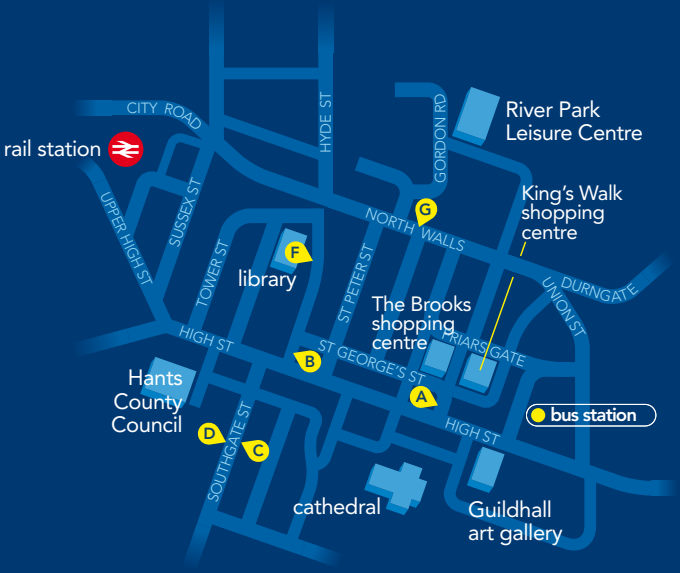 CITY ROAD
rail station
HYDE ST
GORDON RD
River Park
Leisure Centre
King's Walk
shopping
centre
UPPER HIGH ST
SUSSEX ST
G
NORTH WALLS
TOWER ST
F
library
ST PETER ST
DURNGATE
UNION ST
The Brooks
shopping
centre
FRIARSGATE
HIGH ST
B
ST GEORGE'S ST
Hants
County
Council
A
bus station
D
C
SOUTHGATE ST
HIGH ST
cathedral
Guildhall
art gallery